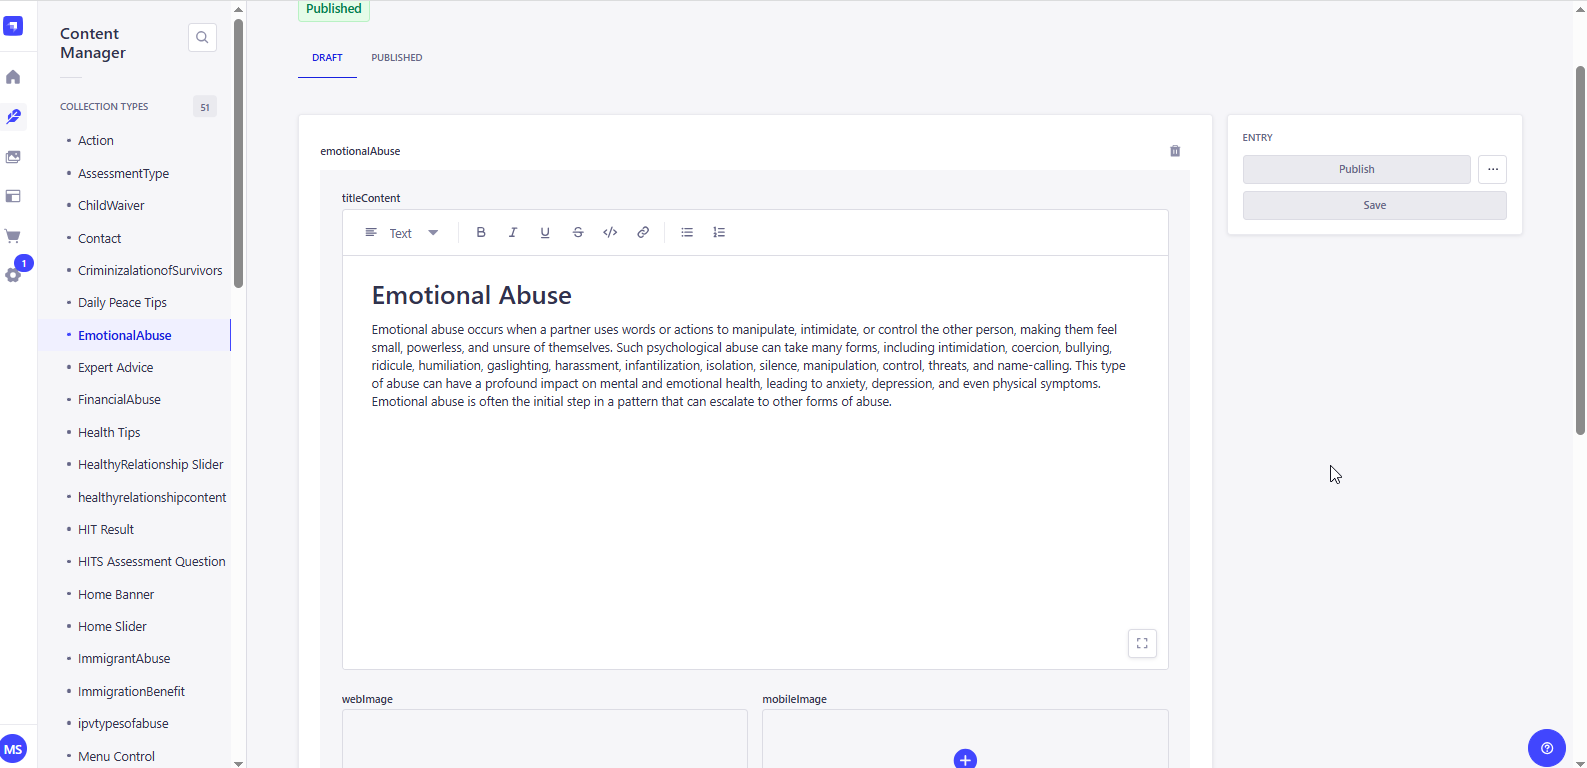 Content
Manager
COLLECTION TYPES
51
Action
AssessmentType
ChildWaiver
Contact
CriminizalationofSurvivors
Daily Peace Tips
EmotionalAbuse
Expert Advice
FinancialAbuse
Health Tips
HealthyRelationship Slider
healthyrelationshipcontent
HIT Result
HITS Assessment Question
Home Banner
Home Slider
ImmigrantAbuse
ImmigrationBenefit
ipvtypesofabuse
Menu Control
1
MS
Published
DRAFT
PUBLISHED
emotionalAbuse
titleContent
Text
B I U S </>
Emotional Abuse
Emotional abuse occurs when a partner uses words or actions to manipulate, intimidate, or control the other person, making them feel
small, powerless, and unsure of themselves. Such psychological abuse can take many forms, including intimidation, coercion, bullying,
ridicule, humiliation, gaslighting, harassment, infantilization, isolation, silence, manipulation, control, threats, and name-calling. This type
of abuse can have a profound impact on mental and emotional health, leading to anxiety, depression, and even physical symptoms.
Emotional abuse is often the initial step in a pattern that can escalate to other forms of abuse.
webImage
mobileImage
ENTRY
Publish
...
Save